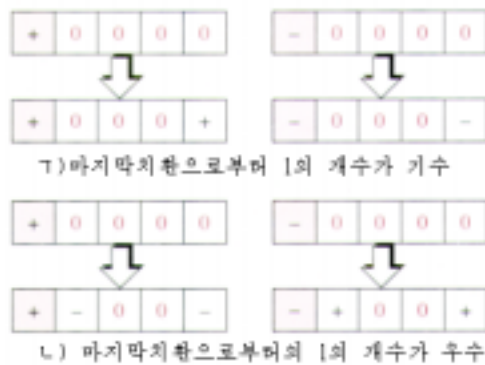 + 0 0 0 0 - 0 0 0 0
+ 0 0 0 + - 0 0 0 -
ㄱ)마지막치환으로부터 1의 개수가 기수
+ 0 0 0 0 - 0 0 0 0
+ - 0 0 - - + 0 0 +
ㄴ) 마지막치환으로부터의 1의 개수가 우수